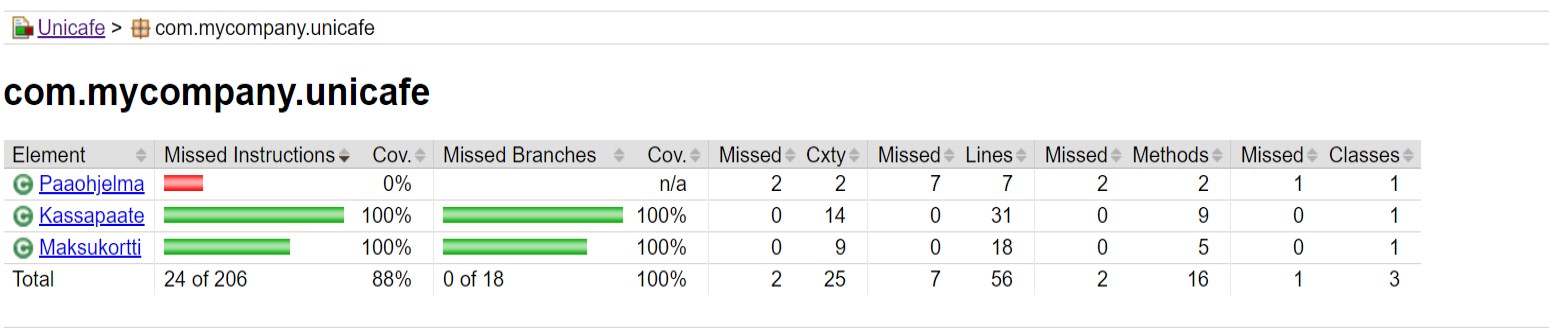 Unicafe > com.mycompany.unicafe
com.mycompany.unicafe
Element Missed Instructions Cov. Missed Branches Cov. Missed Cxty Missed Lines Missed Methods Missed Classes
C Paaohjelma 0% n/a 2 2 7 7 2 2 1 1
C Kassapaate 100% 100% 0 14 0 31 0 9 0 1
C Maksukortti 100% 100% 0 9 0 18 0 5 0 1
Total 24 of 206 88% 0 of 18 100% 2 25 7 56 2 16 1 3